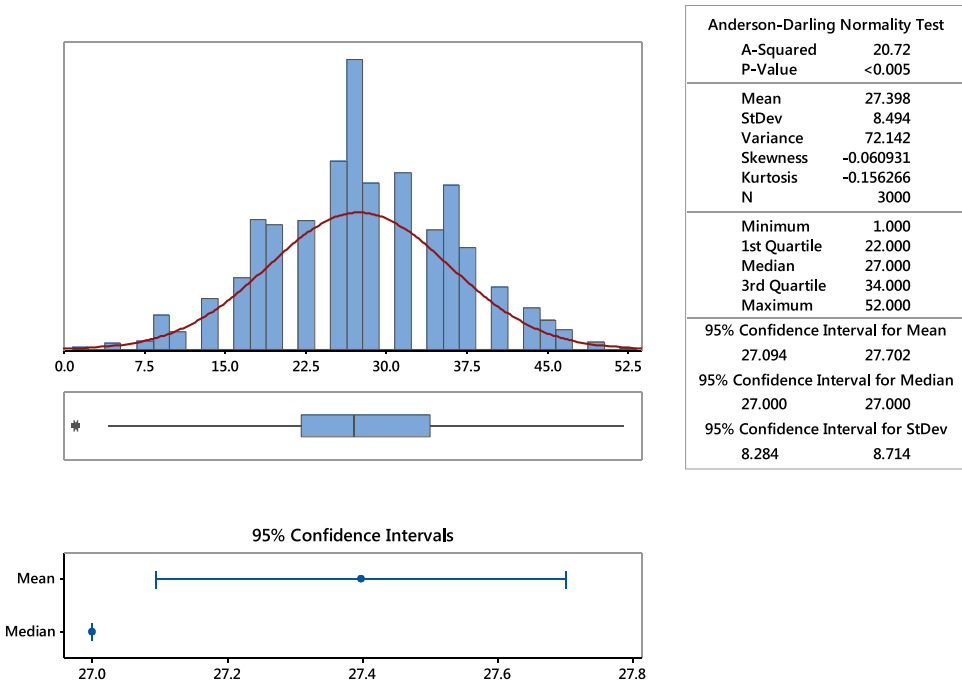 Anderson-Darling Normality Test
A-Squared 20.72
P-Value <0.005
Mean 27.398
StDev 8.494
Variance 72.142
Skewness -0.060931
Kurtosis -0.156266
N 3000
Minimum 1.000
1st Quartile 22.000
Median 27.000
3rd Quartile 34.000
Maximum 52.000
95% Confidence Interval for Mean
27.094 27.702
95% Confidence Interval for Median
27.000 27.000
95% Confidence Interval for StDev
8.284 8.714
0.0 7.5 15.0 22.5 30.0 37.5 45.0 52.5
95% Confidence Intervals
Mean
Median
27.0 27.2 27.4 27.6 27.8